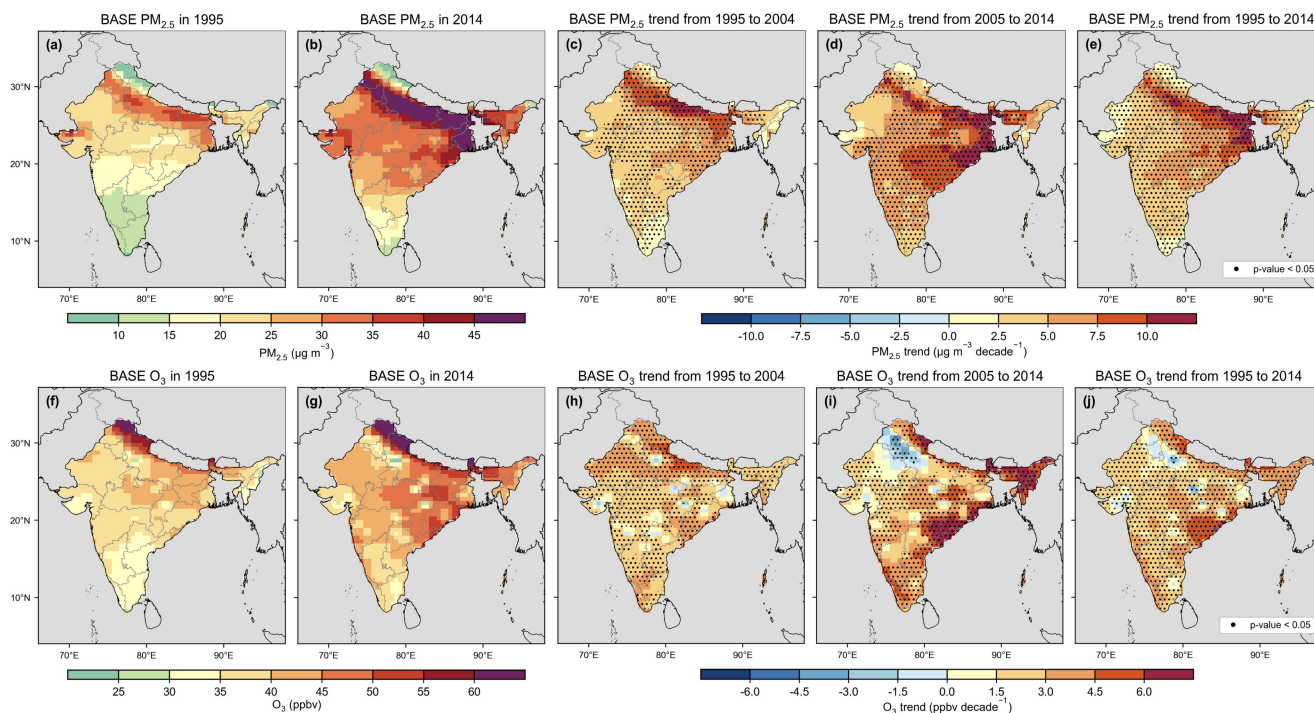 BASE PM2.5 in 1995
BASE PM2.5 in 2014
BASE PM2.5 trend from 1995 to 2004
BASE PM2.5 trend from 2005 to 2014
BASE PM2.5 trend from 1995 to 2014
(a)
(b)
(c)
(d)
(e)
30°N
20°N
10°N
p-value < 0.05
70°E 80°E 90°E
70°E 80°E 90°E
70°E 80°E 90°E
70°E 80°E 90°E
70°E 80°E 90°E
10 15 20 25 30 35 40 45
PM2.5 (μg m−3)
-10.0 -7.5 -5.0 -2.5 0.0 2.5 5.0 7.5 10.0
PM2.5 trend (μg m−3 decade−1)
BASE O3 in 1995
BASE O3 in 2014
BASE O3 trend from 1995 to 2004
BASE O3 trend from 2005 to 2014
BASE O3 trend from 1995 to 2014
(f)
(g)
(h)
(i)
(j)
30°N
20°N
10°N
p-value < 0.05
70°E 80°E 90°E
70°E 80°E 90°E
70°E 80°E 90°E
70°E 80°E 90°E
70°E 80°E 90°E
25 30 35 40 45 50 55 60
O3 (ppbv)
-6.0 -4.5 -3.0 -1.5 0.0 1.5 3.0 4.5 6.0
O3 trend (ppbv decade−1)